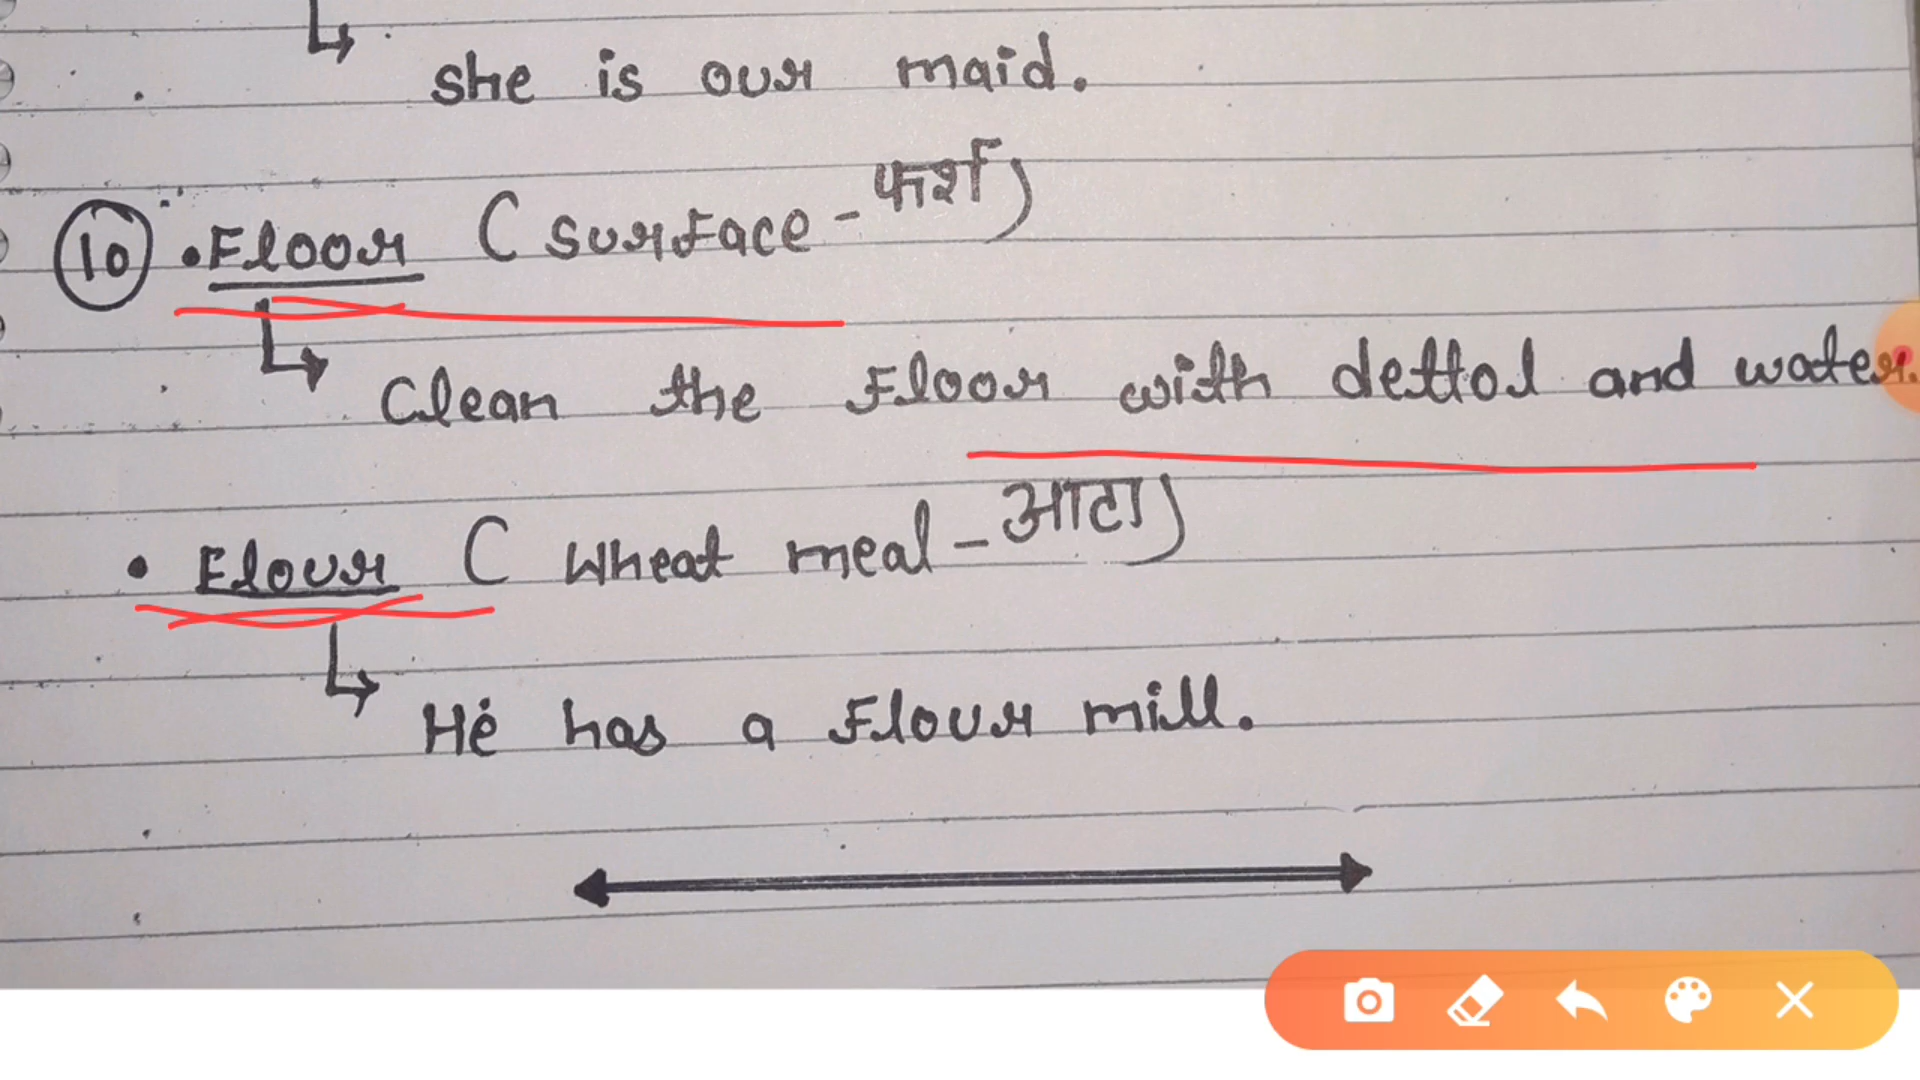 she is our maid.
10 • Floor ( surface - फर्श)
Clean the Floor with dettol and water.
• Flour ( wheat meal - आटा)
He has a Flour mill.